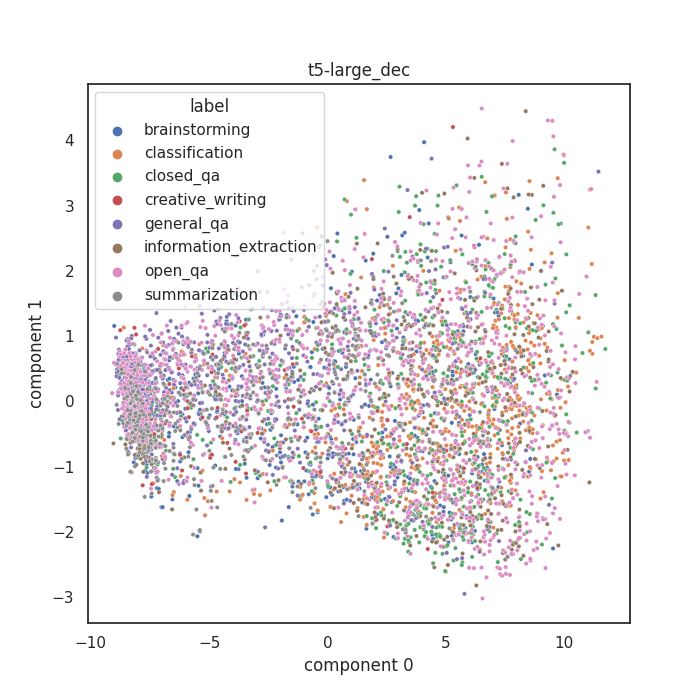 t5-large_dec
label
brainstorming
classification
closed_qa
creative_writing
general_qa
information_extraction
open_qa
summarization
component 1
4
3
2
1
0
−1
−2
−3
−10
−5
0
5
10
component 0